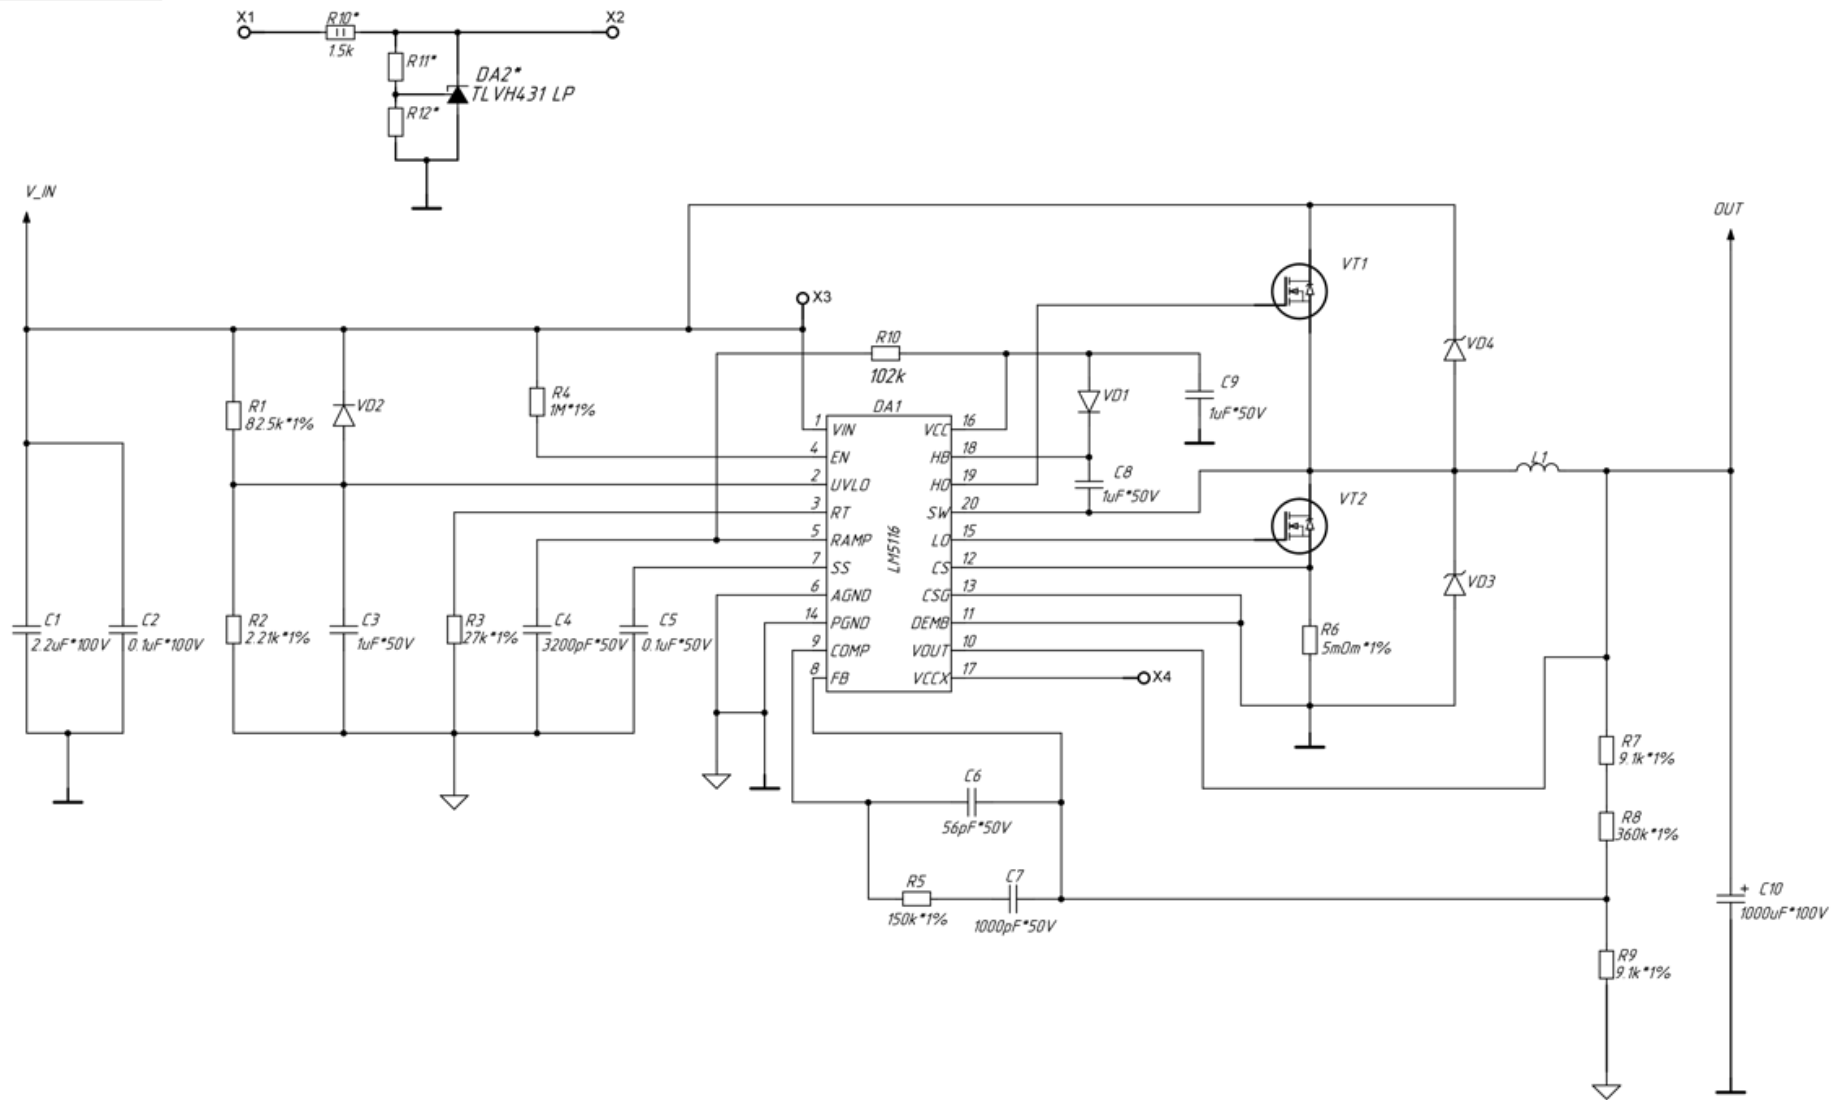 X1
R10*
1.5k
X2
R11*
DA2*
TLVH431 LP
R12*
V_IN
OUT
VT1
X3
R10
102k
VD4
R1
82.5k*1%
VD2
R4
1M*1%
DA1
VD1
C9
1uF*50V
1 VIN VCC 16
4 EN HB 18
2 UVLO HO 19
3 RT SW 20
5 RAMP LO 15
7 SS CS 12
6 AGND CSG 13
14 PGND DEMB 11
9 COMP VOUT 10
8 FB VCCX 17
LM5116
C8
1uF*50V
L1
VT2
VD3
C1
2.2uF*100V
C2
0.1uF*100V
R2
2.21k*1%
C3
1uF*50V
R3
27k*1%
C4
3200pF*50V
C5
0.1uF*50V
R6
5mOm*1%
X4
R7
9.1k*1%
C6
56pF*50V
R8
360k*1%
R5
150k*1%
C7
1000pF*50V
+ C10
1000uF*100V
R9
9.1k*1%